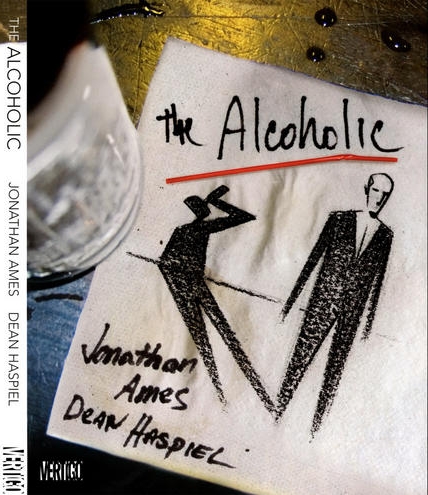 THE ALCOHOLIC
JONATHAN AMES
DEAN HASPIEL
VERTIGO
the Alcoholic
Jonathan
Ames
DEAN HASPIEL
VERTIGO